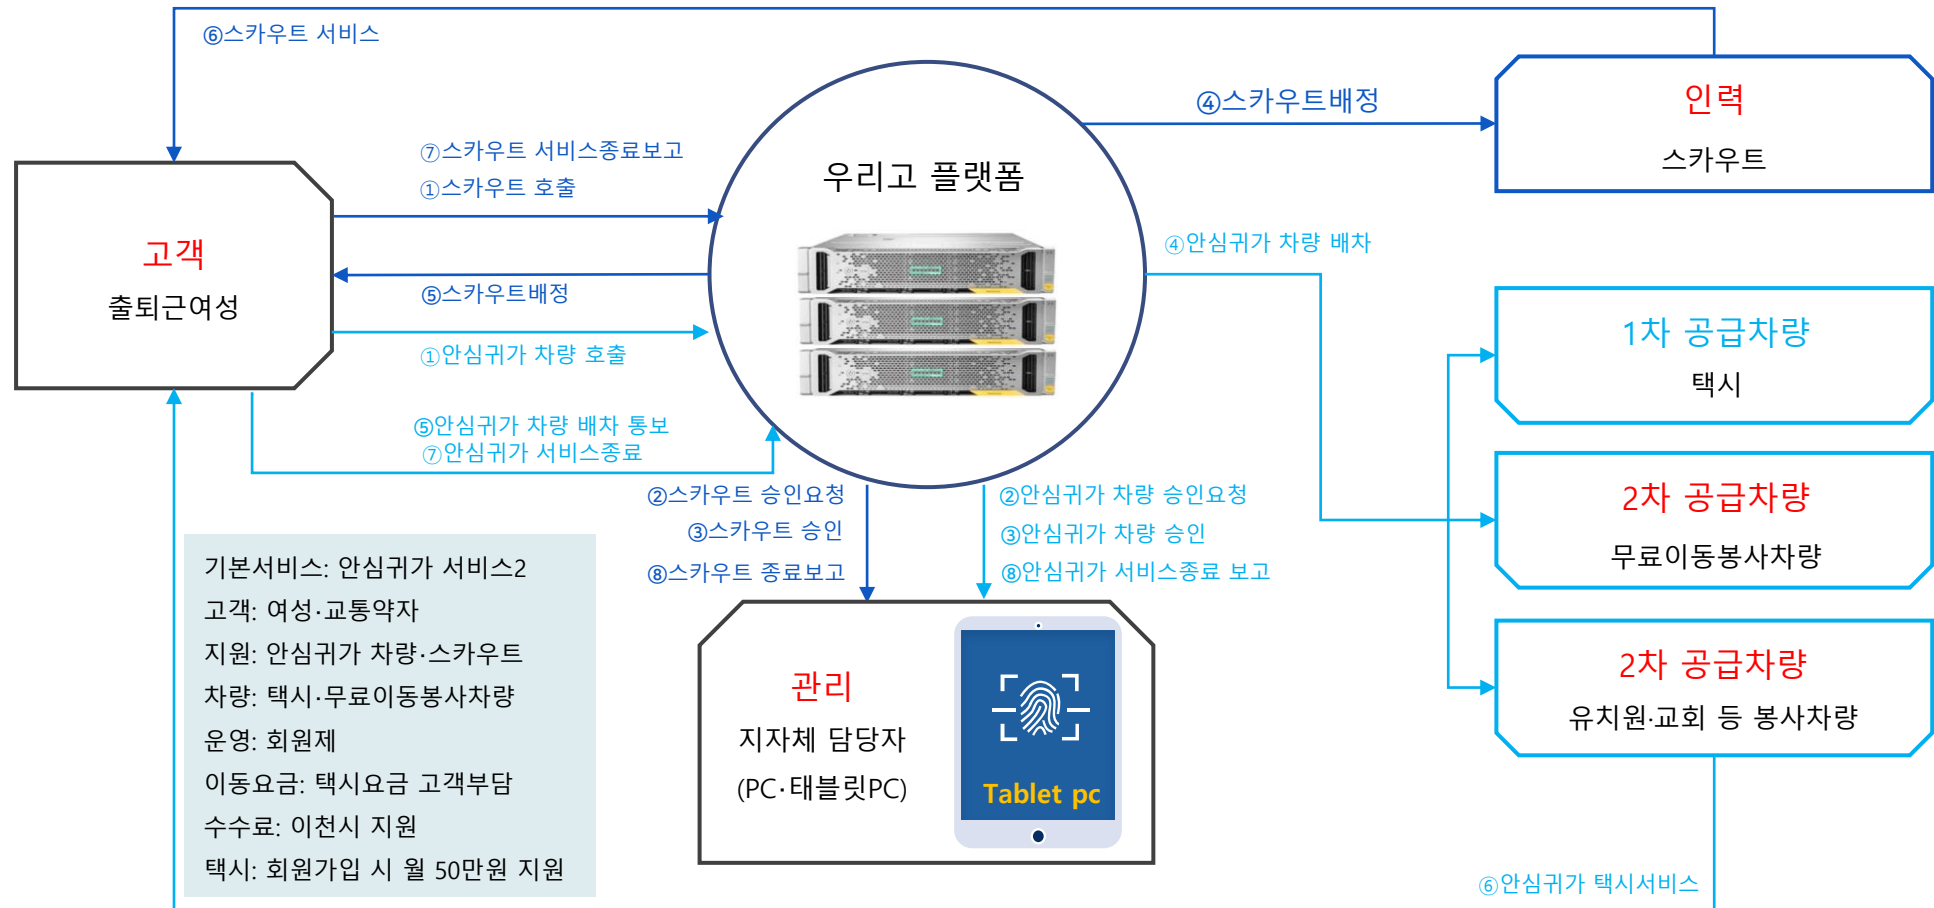 ⑥스카우트 서비스
④스카우트배정
인력
스카우트
⑦스카우트 서비스종료보고
①스카우트 호출
우리고 플랫폼
고객
출퇴근여성
⑤스카우트배정
①안심귀가 차량 호출
④안심귀가 차량 배차
1차 공급차량
택시
⑤안심귀가 차량 배차 통보
⑦안심귀가 서비스종료
②스카우트 승인요청
③스카우트 승인
⑧스카우트 종료보고
②안심귀가 차량 승인요청
③안심귀가 차량 승인
⑧안심귀가 서비스종료 보고
2차 공급차량
무료이동봉사차량
2차 공급차량
유치원·교회 등 봉사차량
기본서비스: 안심귀가 서비스2
고객: 여성·교통약자
지원: 안심귀가 차량·스카우트
차량: 택시·무료이동봉사차량
운영: 회원제
이동요금: 택시요금 고객부담
수수료: 이천시 지원
택시: 회원가입 시 월 50만원 지원
관리
지자체 담당자
(PC·태블릿PC)
Tablet pc
⑥안심귀가 택시서비스